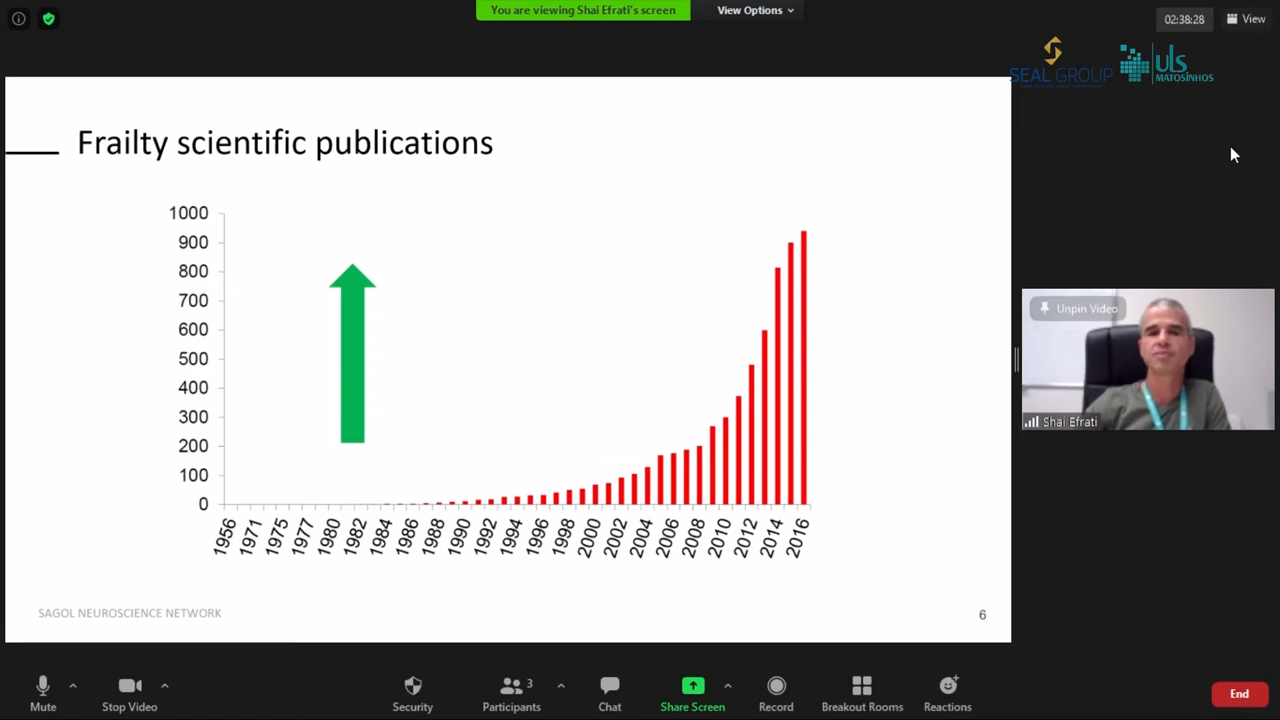 You are viewing Shai Efrati's screen
View Options
02:38:28
View
SEAL GROUP
uls
MATOSINHOS
Frailty scientific publications
1000
900
800
700
600
500
400
300
200
100
0
1956
1971
1975
1977
1980
1982
1984
1986
1988
1990
1992
1994
1996
1998
2000
2002
2004
2006
2008
2010
2012
2014
2016
Unpin Video
Shai Efrati
SAGOL NEUROSCIENCE NETWORK
6
Mute
Stop Video
Security
3
Participants
Chat
Share Screen
Record
Breakout Rooms
Reactions
End